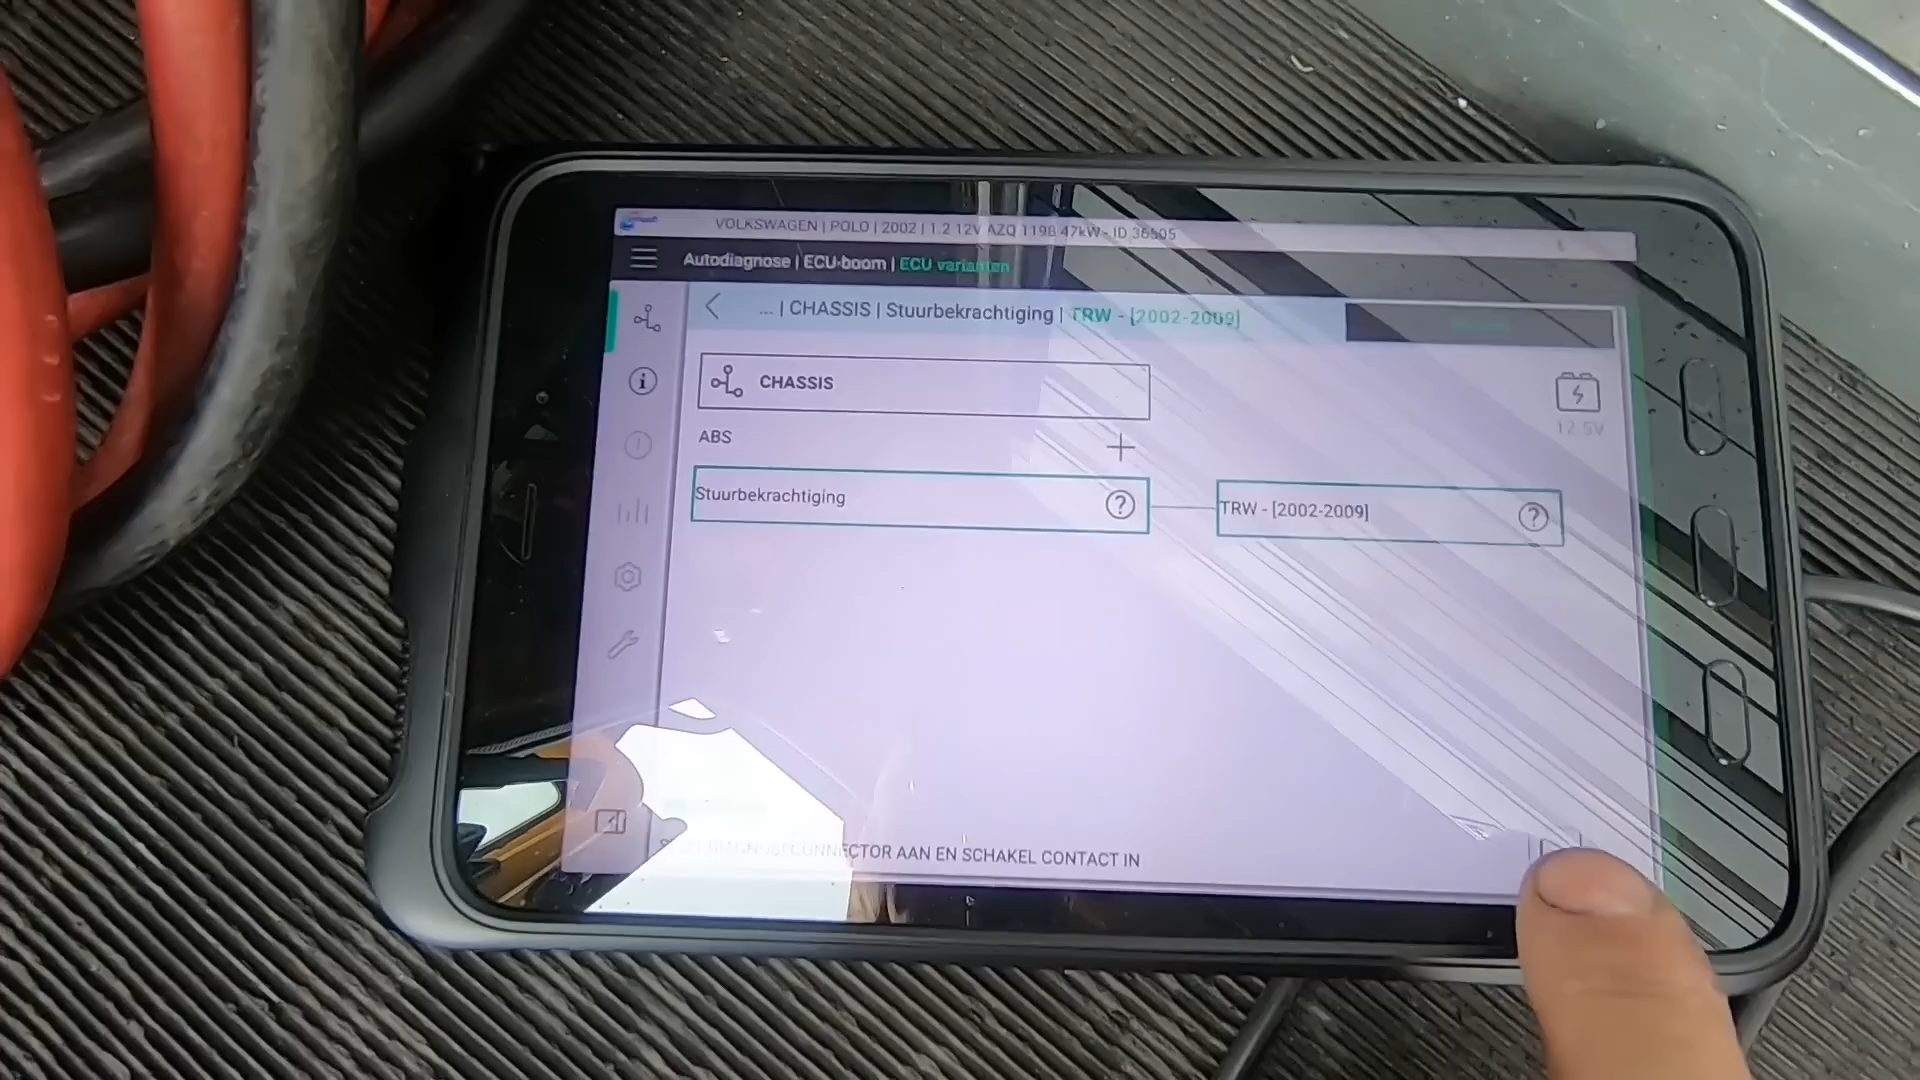 VOLKSWAGEN | POLO | 2002 | 1.2 12V AZQ 1198 47kW - ID 36505
Autodiagnose | ECU-boom | ECU varianten
... | CHASSIS | Stuurbekrachtiging | TRW - [2002-2009]
CHASSIS
12.5V
ABS
Stuurbekrachtiging
TRW - [2002-2009]
AAN EN SCHAKEL CONTACT IN